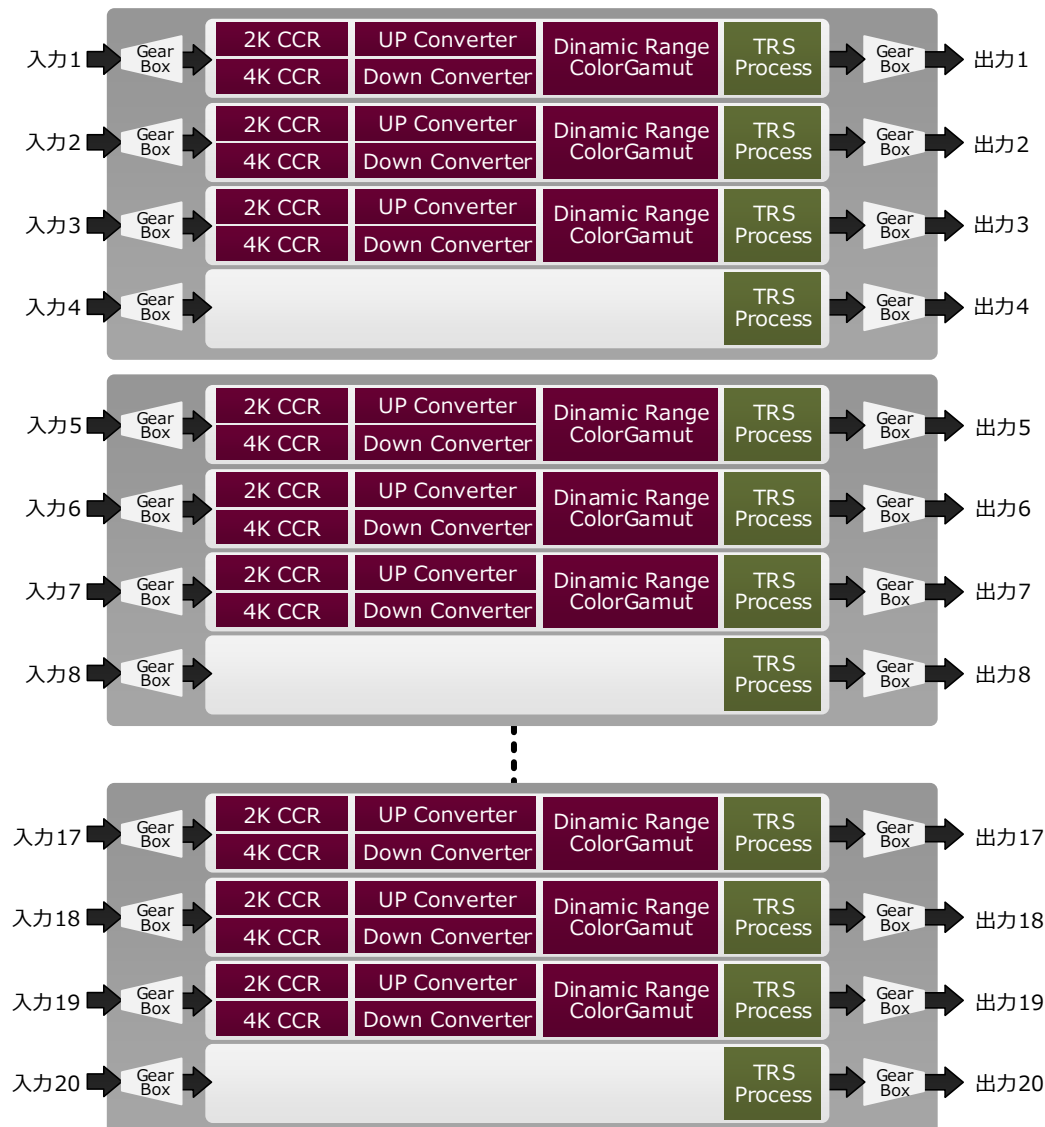 入力1
Gear
Box
2K CCR
4K CCR
UP Converter
Down Converter
Dinamic Range
ColorGamut
TRS
Process
Gear
Box
出力1
入力2
Gear
Box
2K CCR
4K CCR
UP Converter
Down Converter
Dinamic Range
ColorGamut
TRS
Process
Gear
Box
出力2
入力3
Gear
Box
2K CCR
4K CCR
UP Converter
Down Converter
Dinamic Range
ColorGamut
TRS
Process
Gear
Box
出力3
入力4
Gear
Box
TRS
Process
Gear
Box
出力4
入力5
Gear
Box
2K CCR
4K CCR
UP Converter
Down Converter
Dinamic Range
ColorGamut
TRS
Process
Gear
Box
出力5
入力6
Gear
Box
2K CCR
4K CCR
UP Converter
Down Converter
Dinamic Range
ColorGamut
TRS
Process
Gear
Box
出力6
入力7
Gear
Box
2K CCR
4K CCR
UP Converter
Down Converter
Dinamic Range
ColorGamut
TRS
Process
Gear
Box
出力7
入力8
Gear
Box
TRS
Process
Gear
Box
出力8
入力17
Gear
Box
2K CCR
4K CCR
UP Converter
Down Converter
Dinamic Range
ColorGamut
TRS
Process
Gear
Box
出力17
入力18
Gear
Box
2K CCR
4K CCR
UP Converter
Down Converter
Dinamic Range
ColorGamut
TRS
Process
Gear
Box
出力18
入力19
Gear
Box
2K CCR
4K CCR
UP Converter
Down Converter
Dinamic Range
ColorGamut
TRS
Process
Gear
Box
出力19
入力20
Gear
Box
TRS
Process
Gear
Box
出力20